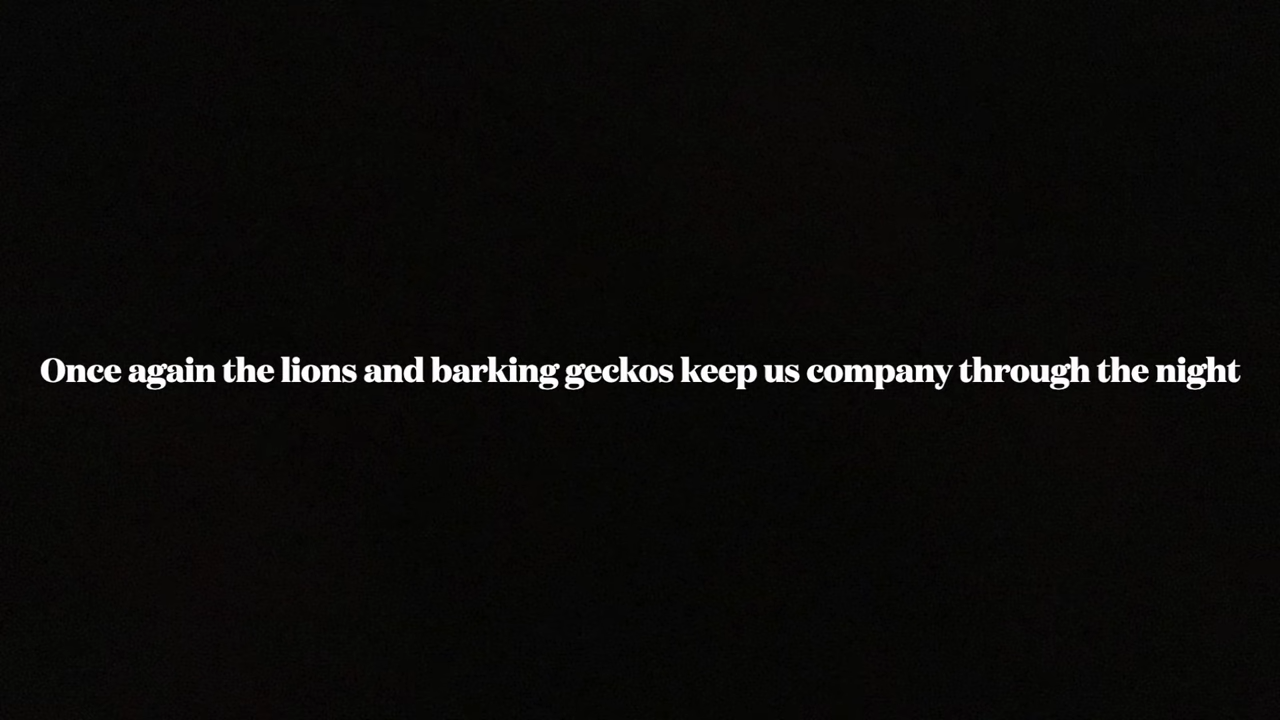 Once again the lions and barking geckos keep us company through the night